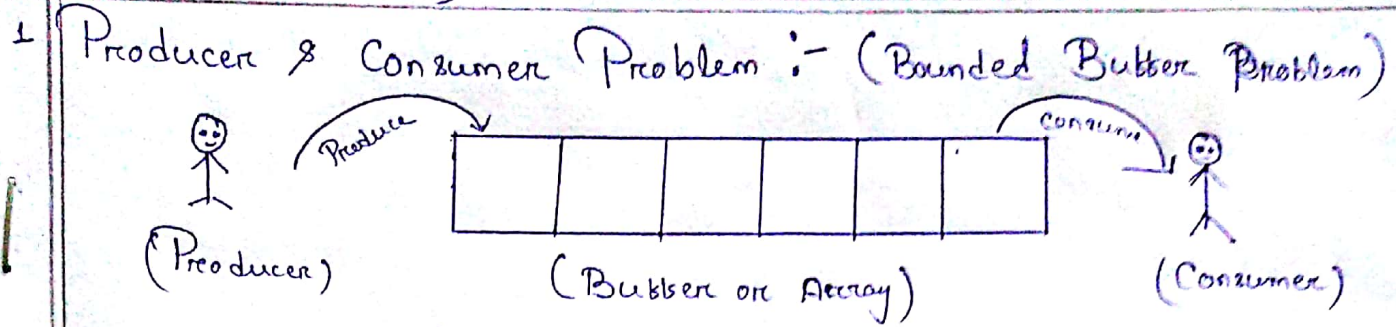 1 Producer & Consumer Problem :- (Bounded Buffer Problem)
Produce
Consume
(Producer)
(Buffer or Array)
(Consumer)